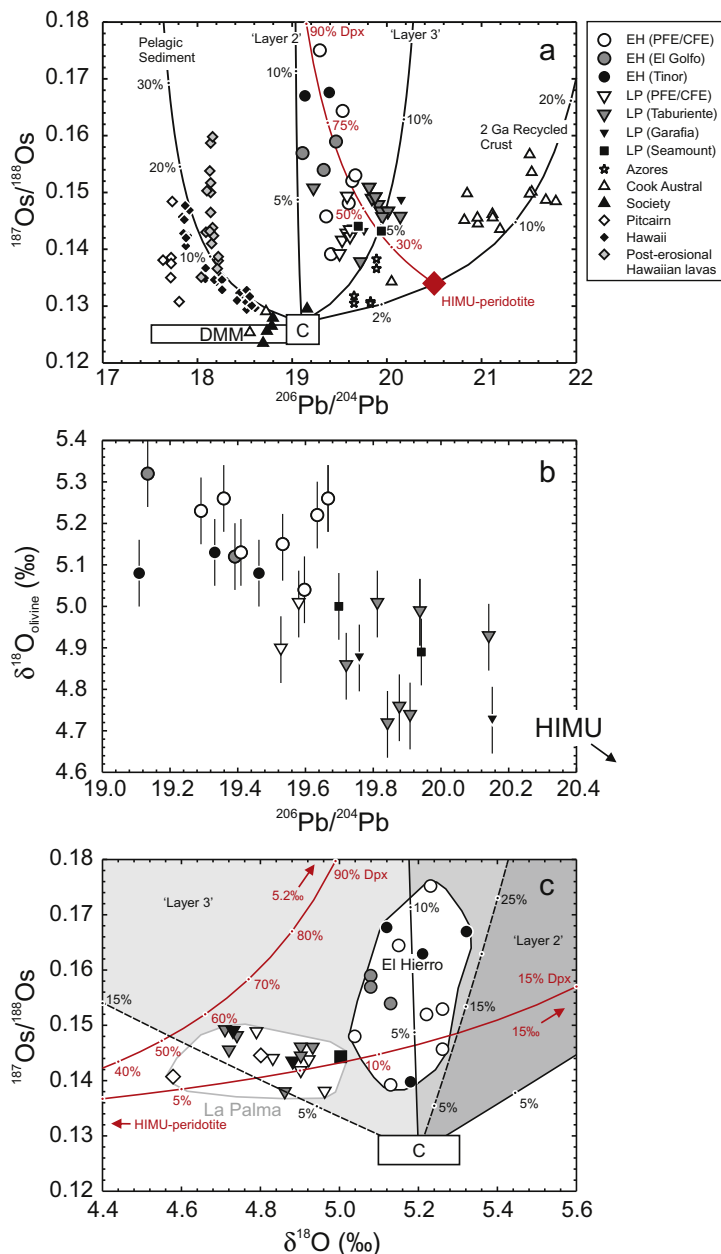 a
90% Dpx
Pelagic
Sediment
'Layer 2'
'Layer 3'
30%
10%
75%
10%
20%
2 Ga Recycled
Crust
20%
5%
50%
5%
30%
10%
10%
HIMU-peridotite
2%
DMM
C
0.18
0.17
0.16
0.15
0.14
0.13
0.12
187Os/188Os
17 18 19 20 21 22
206Pb/204Pb
EH (PFE/CFE)
EH (El Golfo)
EH (Tinor)
LP (PFE/CFE)
LP (Taburiente)
LP (Garafia)
LP (Seamount)
Azores
Cook Austral
Society
Pitcairn
Hawaii
Post-erosional
Hawaiian lavas
b
5.4
5.3
5.2
5.1
5.0
4.9
4.8
4.7
4.6
δ18Oolivine (‰)
HIMU
19.0 19.2 19.4 19.6 19.8 20.0 20.2 20.4
206Pb/204Pb
c
0.18
0.17
0.16
0.15
0.14
0.13
0.12
187Os/188Os
'Layer 3'
5.2‰
90% Dpx
10%
25%
80%
'Layer 2'
70%
El Hierro
15% Dpx
15%
60%
15%
15‰
50%
5%
40%
10%
5%
La Palma
5%
5%
5%
HIMU-peridotite
C
4.4 4.6 4.8 5.0 5.2 5.4 5.6
δ18O (‰)